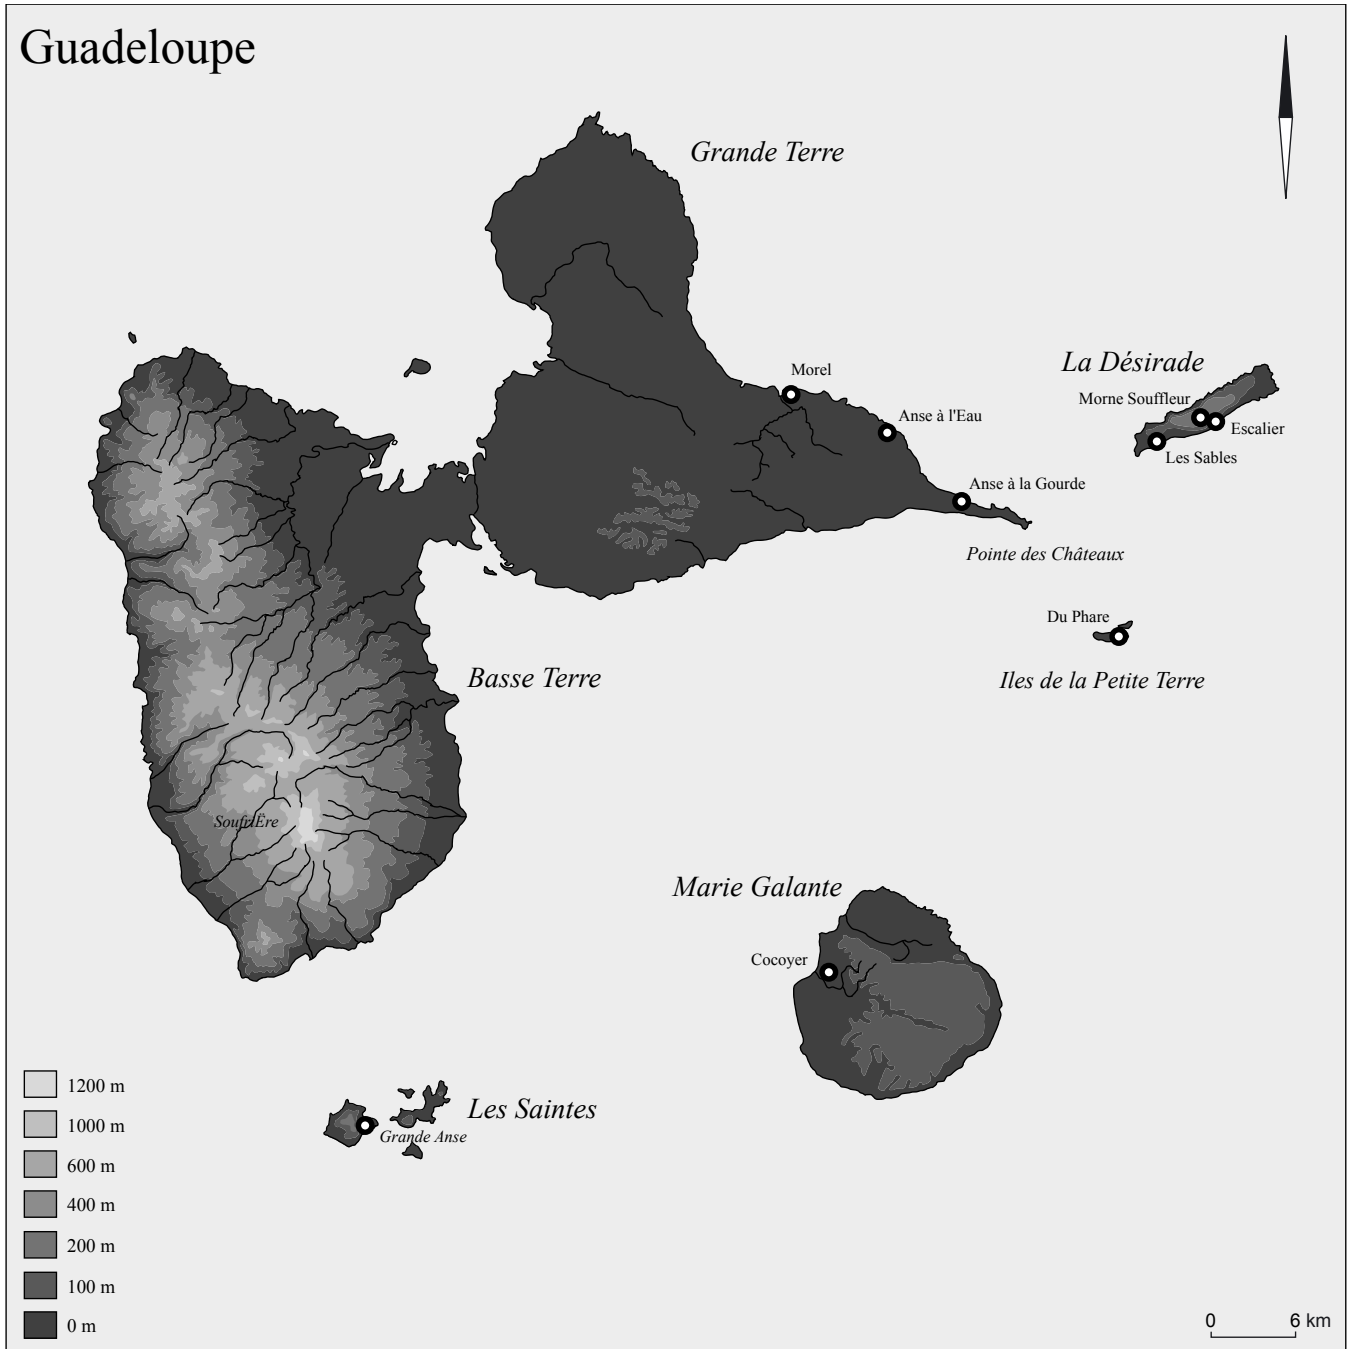 Guadeloupe
Grande Terre
Morel
La Désirade
Morne Souffleur
Anse à l'Eau
Escalier
Les Sables
Anse à la Gourde
Pointe des Châteaux
Du Phare
Basse Terre
Iles de la Petite Terre
SoufriËre
Marie Galante
Cocoyer
1200 m
Les Saintes
1000 m
Grande Anse
600 m
400 m
200 m
100 m
0 m
0 6 km